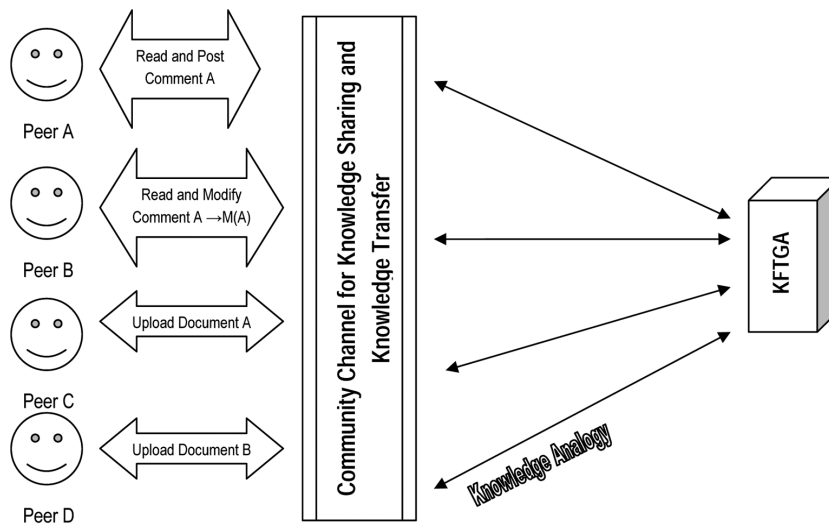 Read and Post
Comment A
Peer A
Read and Modify
Comment A →M(A)
Peer B
Upload Document A
Peer C
Upload Document B
Peer D
Community Channel for Knowledge Sharing and
Knowledge Transfer
KFTGA
Knowledge Analogy